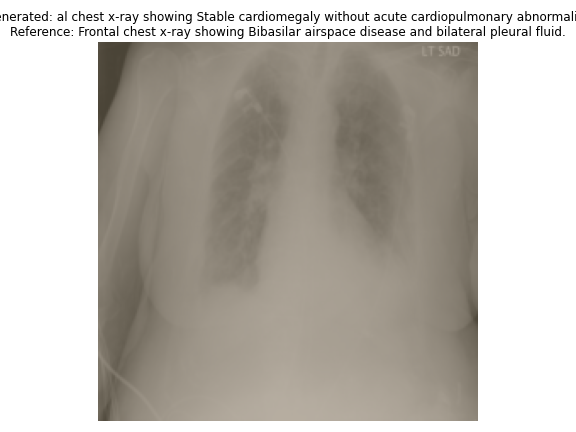 enerated: al chest x-ray showing Stable cardiomegaly without acute cardiopulmonary abnormali
Reference: Frontal chest x-ray showing Bibasilar airspace disease and bilateral pleural fluid.
LT SAD